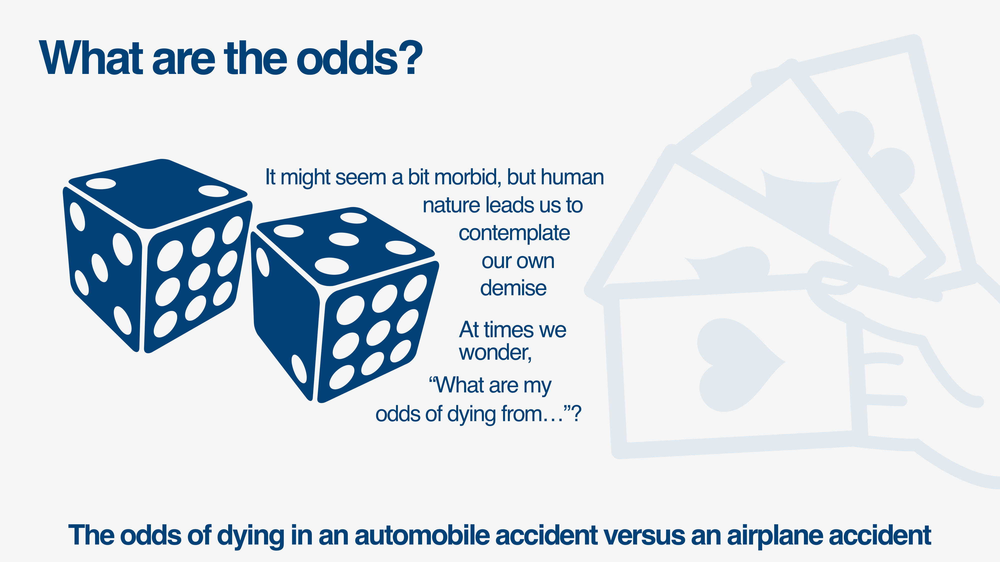 What are the odds?
It might seem a bit morbid, but human
nature leads us to
contemplate
our own
demise
At times we
wonder,
“What are my
odds of dying from…”?
The odds of dying in an automobile accident versus an airplane accident